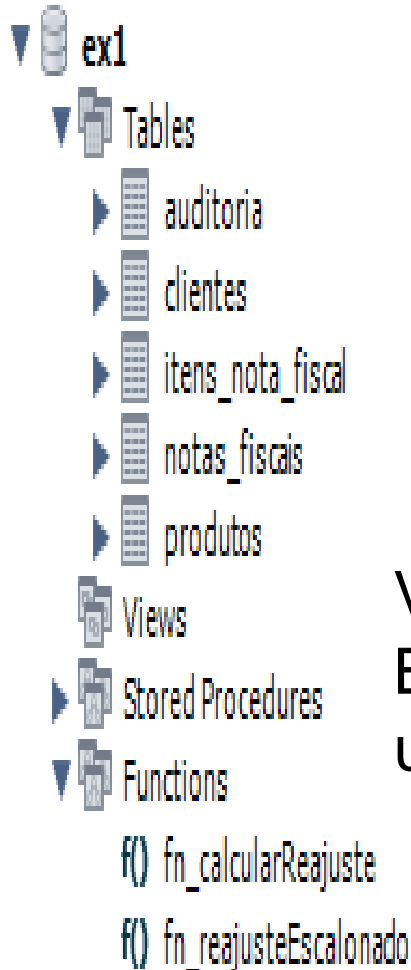 ex1
Tables
auditoria
clientes
itens_nota_fiscal
notas_fiscais
produtos
Views
Stored Procedures
Functions
f() fn_calcularReajuste
f() fn_reajusteEscalonado